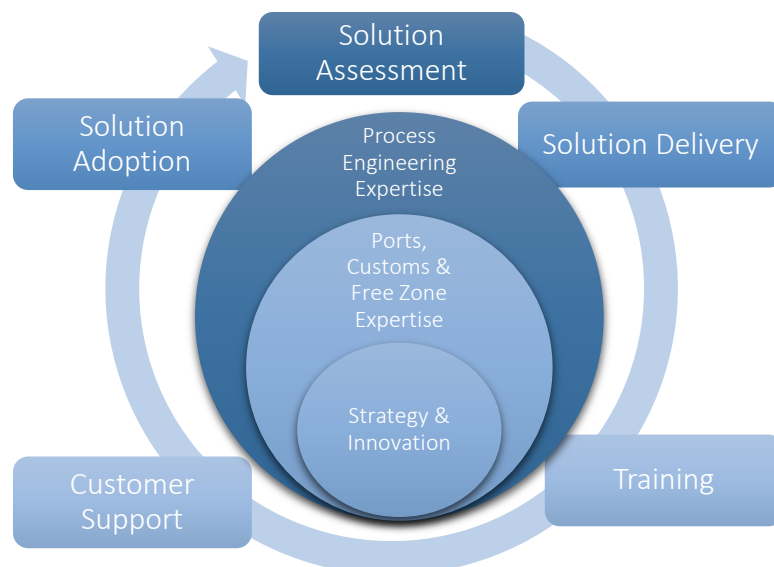 Solution
Assessment
Solution Delivery
Training
Customer
Support
Solution
Adoption
Process
Engineering
Expertise
Ports,
Customs &
Free Zone
Expertise
Strategy &
Innovation